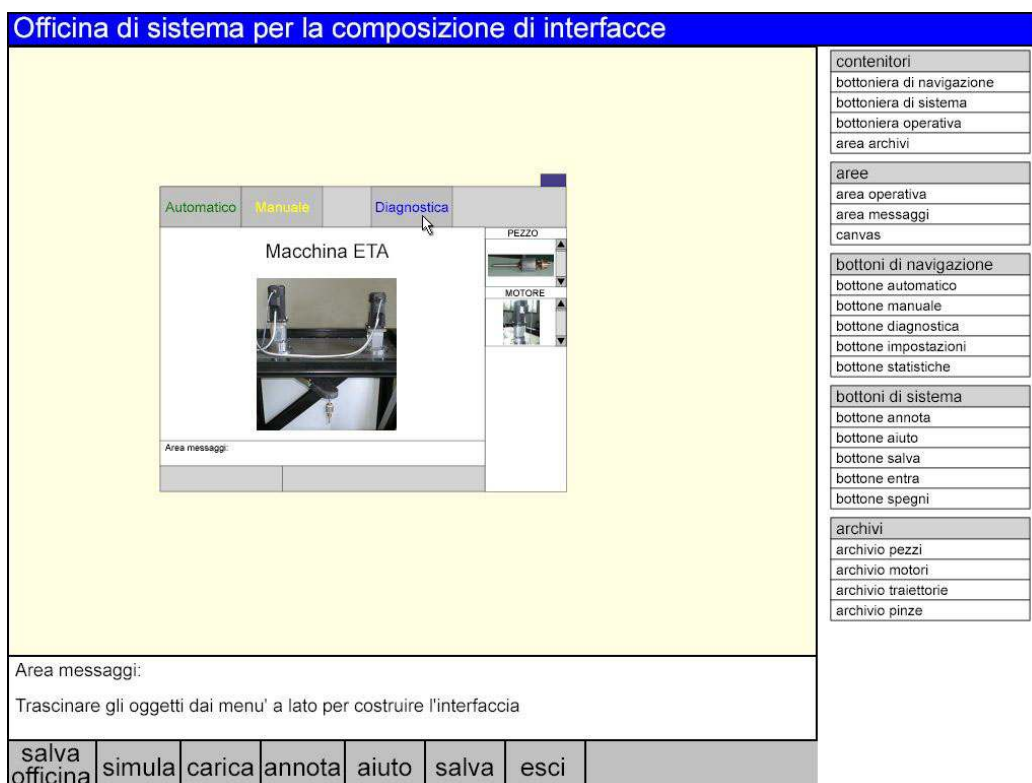 Officina di sistema per la composizione di interfacce
Automatico
Manuale
Diagnostica
Macchina ETA
PEZZO
MOTORE
Area messaggi:
contenitori
bottoniera di navigazione
bottoniera di sistema
bottoniera operativa
area archivi
aree
area operativa
area messaggi
canvas
bottoni di navigazione
bottone automatico
bottone manuale
bottone diagnostica
bottone impostazioni
bottone statistiche
bottoni di sistema
bottone annota
bottone aiuto
bottone salva
bottone entra
bottone spegni
archivi
archivio pezzi
archivio motori
archivio traiettorie
archivio pinze
Area messaggi:
Trascinare gli oggetti dai menu' a lato per costruire l'interfaccia
salva
officina
simula
carica
annota
aiuto
salva
esci